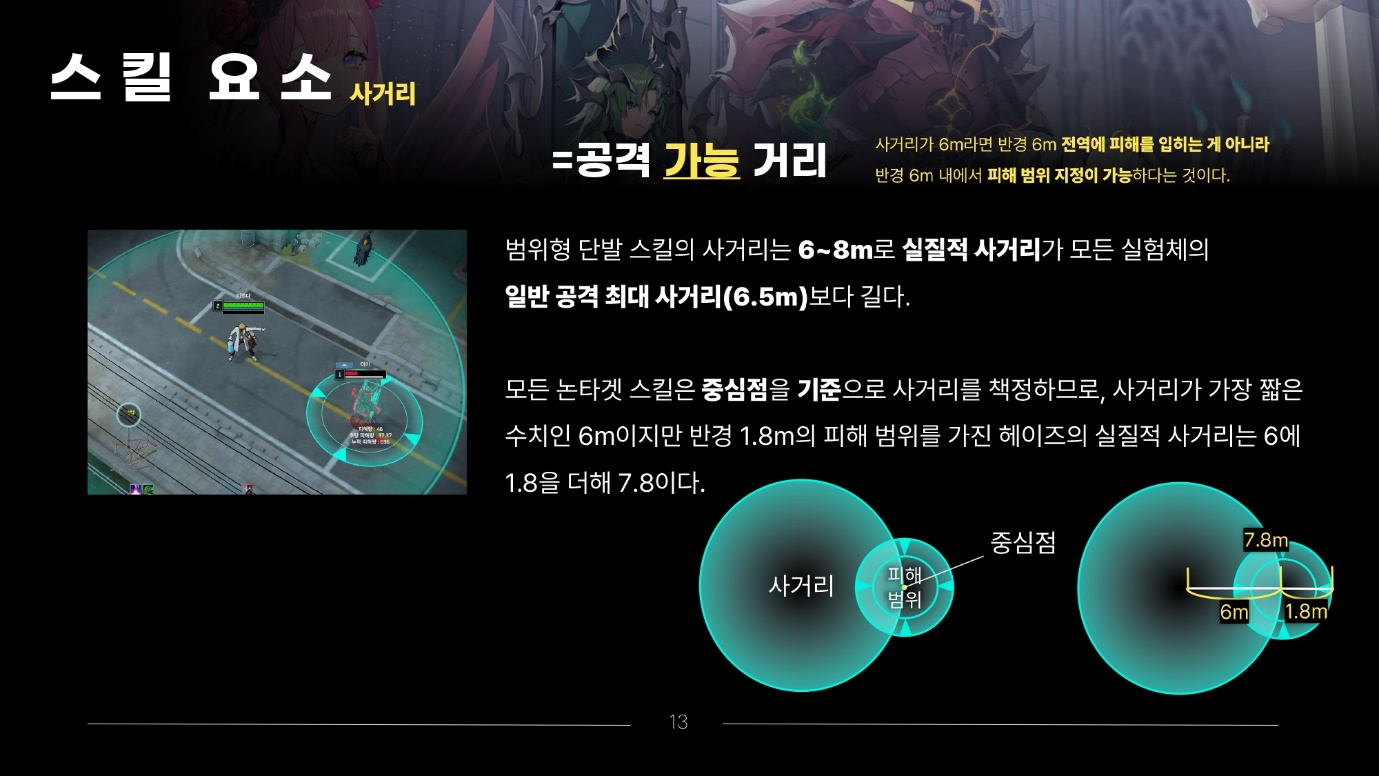 스킬 요소 사거리
=공격 가능 거리
사거리가 6m라면 반경 6m 전역에 피해를 입히는 게 아니라
반경 6m 내에서 피해 범위 지정이 가능하다는 것이다.
범위형 단발 스킬의 사거리는 6~8m로 실질적 사거리가 모든 실험체의
일반 공격 최대 사거리(6.5m)보다 길다.
모든 논타겟 스킬은 중심점을 기준으로 사거리를 책정하므로, 사거리가 가장 짧은
수치인 6m이지만 반경 1.8m의 피해 범위를 가진 헤이즈의 실질적 사거리는 6에
1.8을 더해 7.8이다.
중심점
사거리
피해
범위
7.8m
6m
1.8m
13